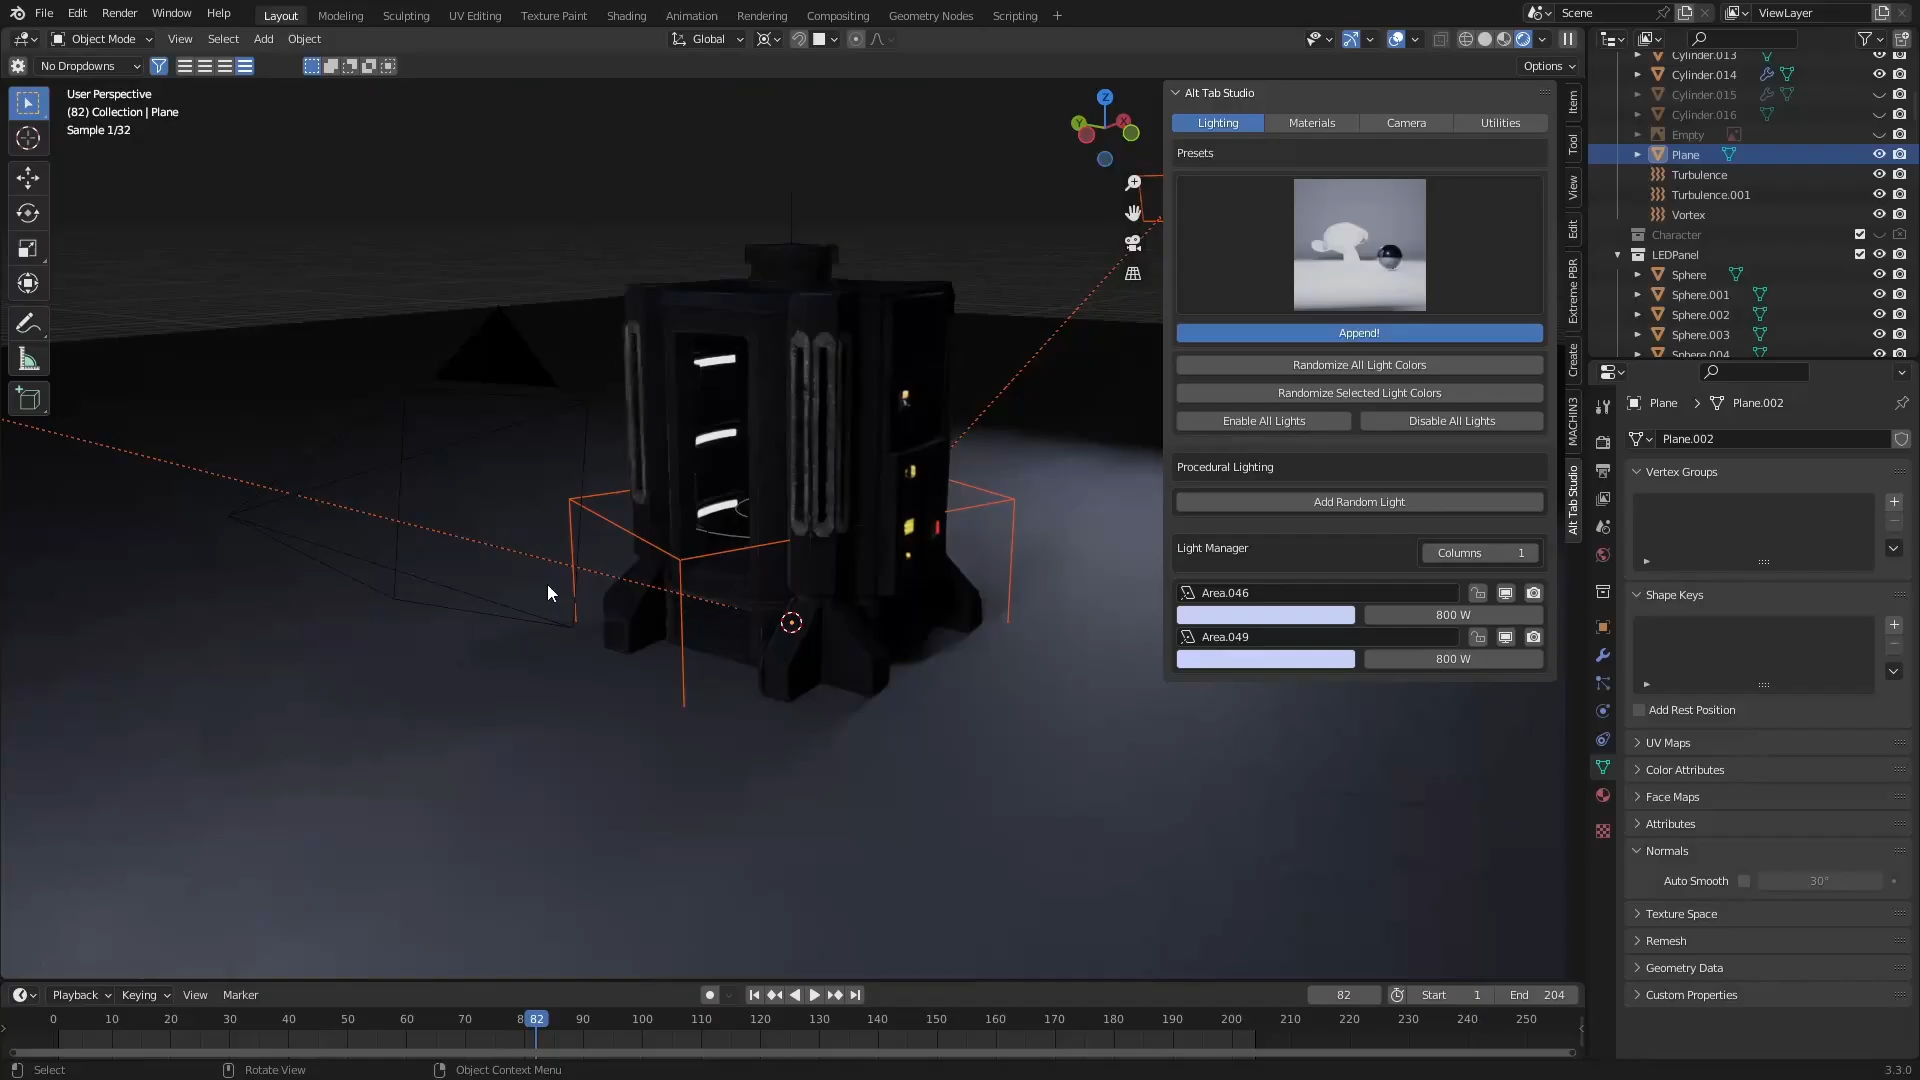 File Edit Render Window Help Layout Modeling Sculpting UV Editing Texture Paint Shading Animation Rendering Compositing Geometry Nodes Scripting + Scene ViewLayer
Object Mode View Select Add Object Global
No Dropdowns Options
User Perspective
(82) Collection | Plane
Sample 1/32
Z
Y
X
Alt Tab Studio
Lighting Materials Camera Utilities
Presets
Append!
Randomize All Light Colors
Randomize Selected Light Colors
Enable All Lights Disable All Lights
Procedural Lighting
Add Random Light
Light Manager Columns 1
Area.046
800 W
Area.049
800 W
Item
Tool
View
Edit
Extreme PBR
Create
MACHIN3
Alt Tab Studio
Cylinder.013
Cylinder.014
Cylinder.015
Cylinder.016
Empty
Plane
Turbulence
Turbulence.001
Vortex
Character
LEDPanel
Sphere
Sphere.001
Sphere.002
Sphere.003
Sphere.004
Plane > Plane.002
Plane.002
Vertex Groups
Shape Keys
Add Rest Position
UV Maps
Color Attributes
Face Maps
Attributes
Normals
Auto Smooth 30°
Texture Space
Remesh
Geometry Data
Custom Properties
Playback Keying View Marker 82 Start 1 End 204
0 10 20 30 40 50 60 70 8 82 90 100 110 120 130 140 150 160 170 180 190 200 210 220 230 240 250
Select Rotate View Object Context Menu 3.3.0